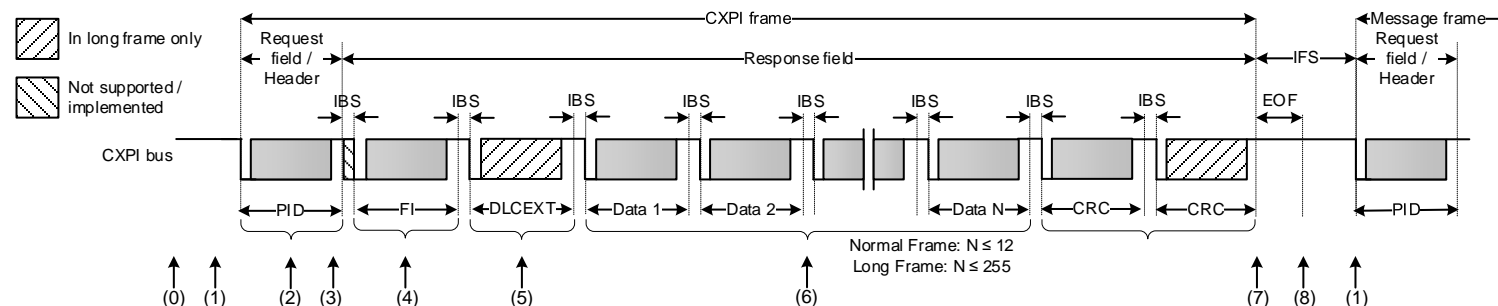 CXPI frame
Message frame
In long frame only
Request
field /
Header
Response field
IFS
Request
field /
Header
Not supported /
implemented
IBS
IBS
IBS
IBS
IBS
IBS
IBS
IBS
EOF
CXPI bus
PID
FI
DLCEXT
Data 1
Data 2
Data N
CRC
CRC
PID
Normal Frame: N ≤ 12
Long Frame: N ≤ 255
(0)
(1)
(2)
(3)
(4)
(5)
(6)
(7)
(8)
(1)